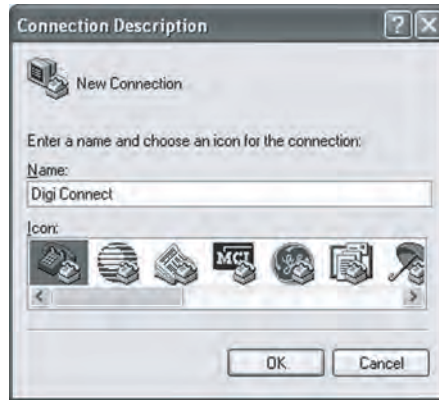 Connection Description
New Connection
Enter a name and choose an icon for the connection:
Name:
Digi Connect
Icon:
MCI
OK
Cancel